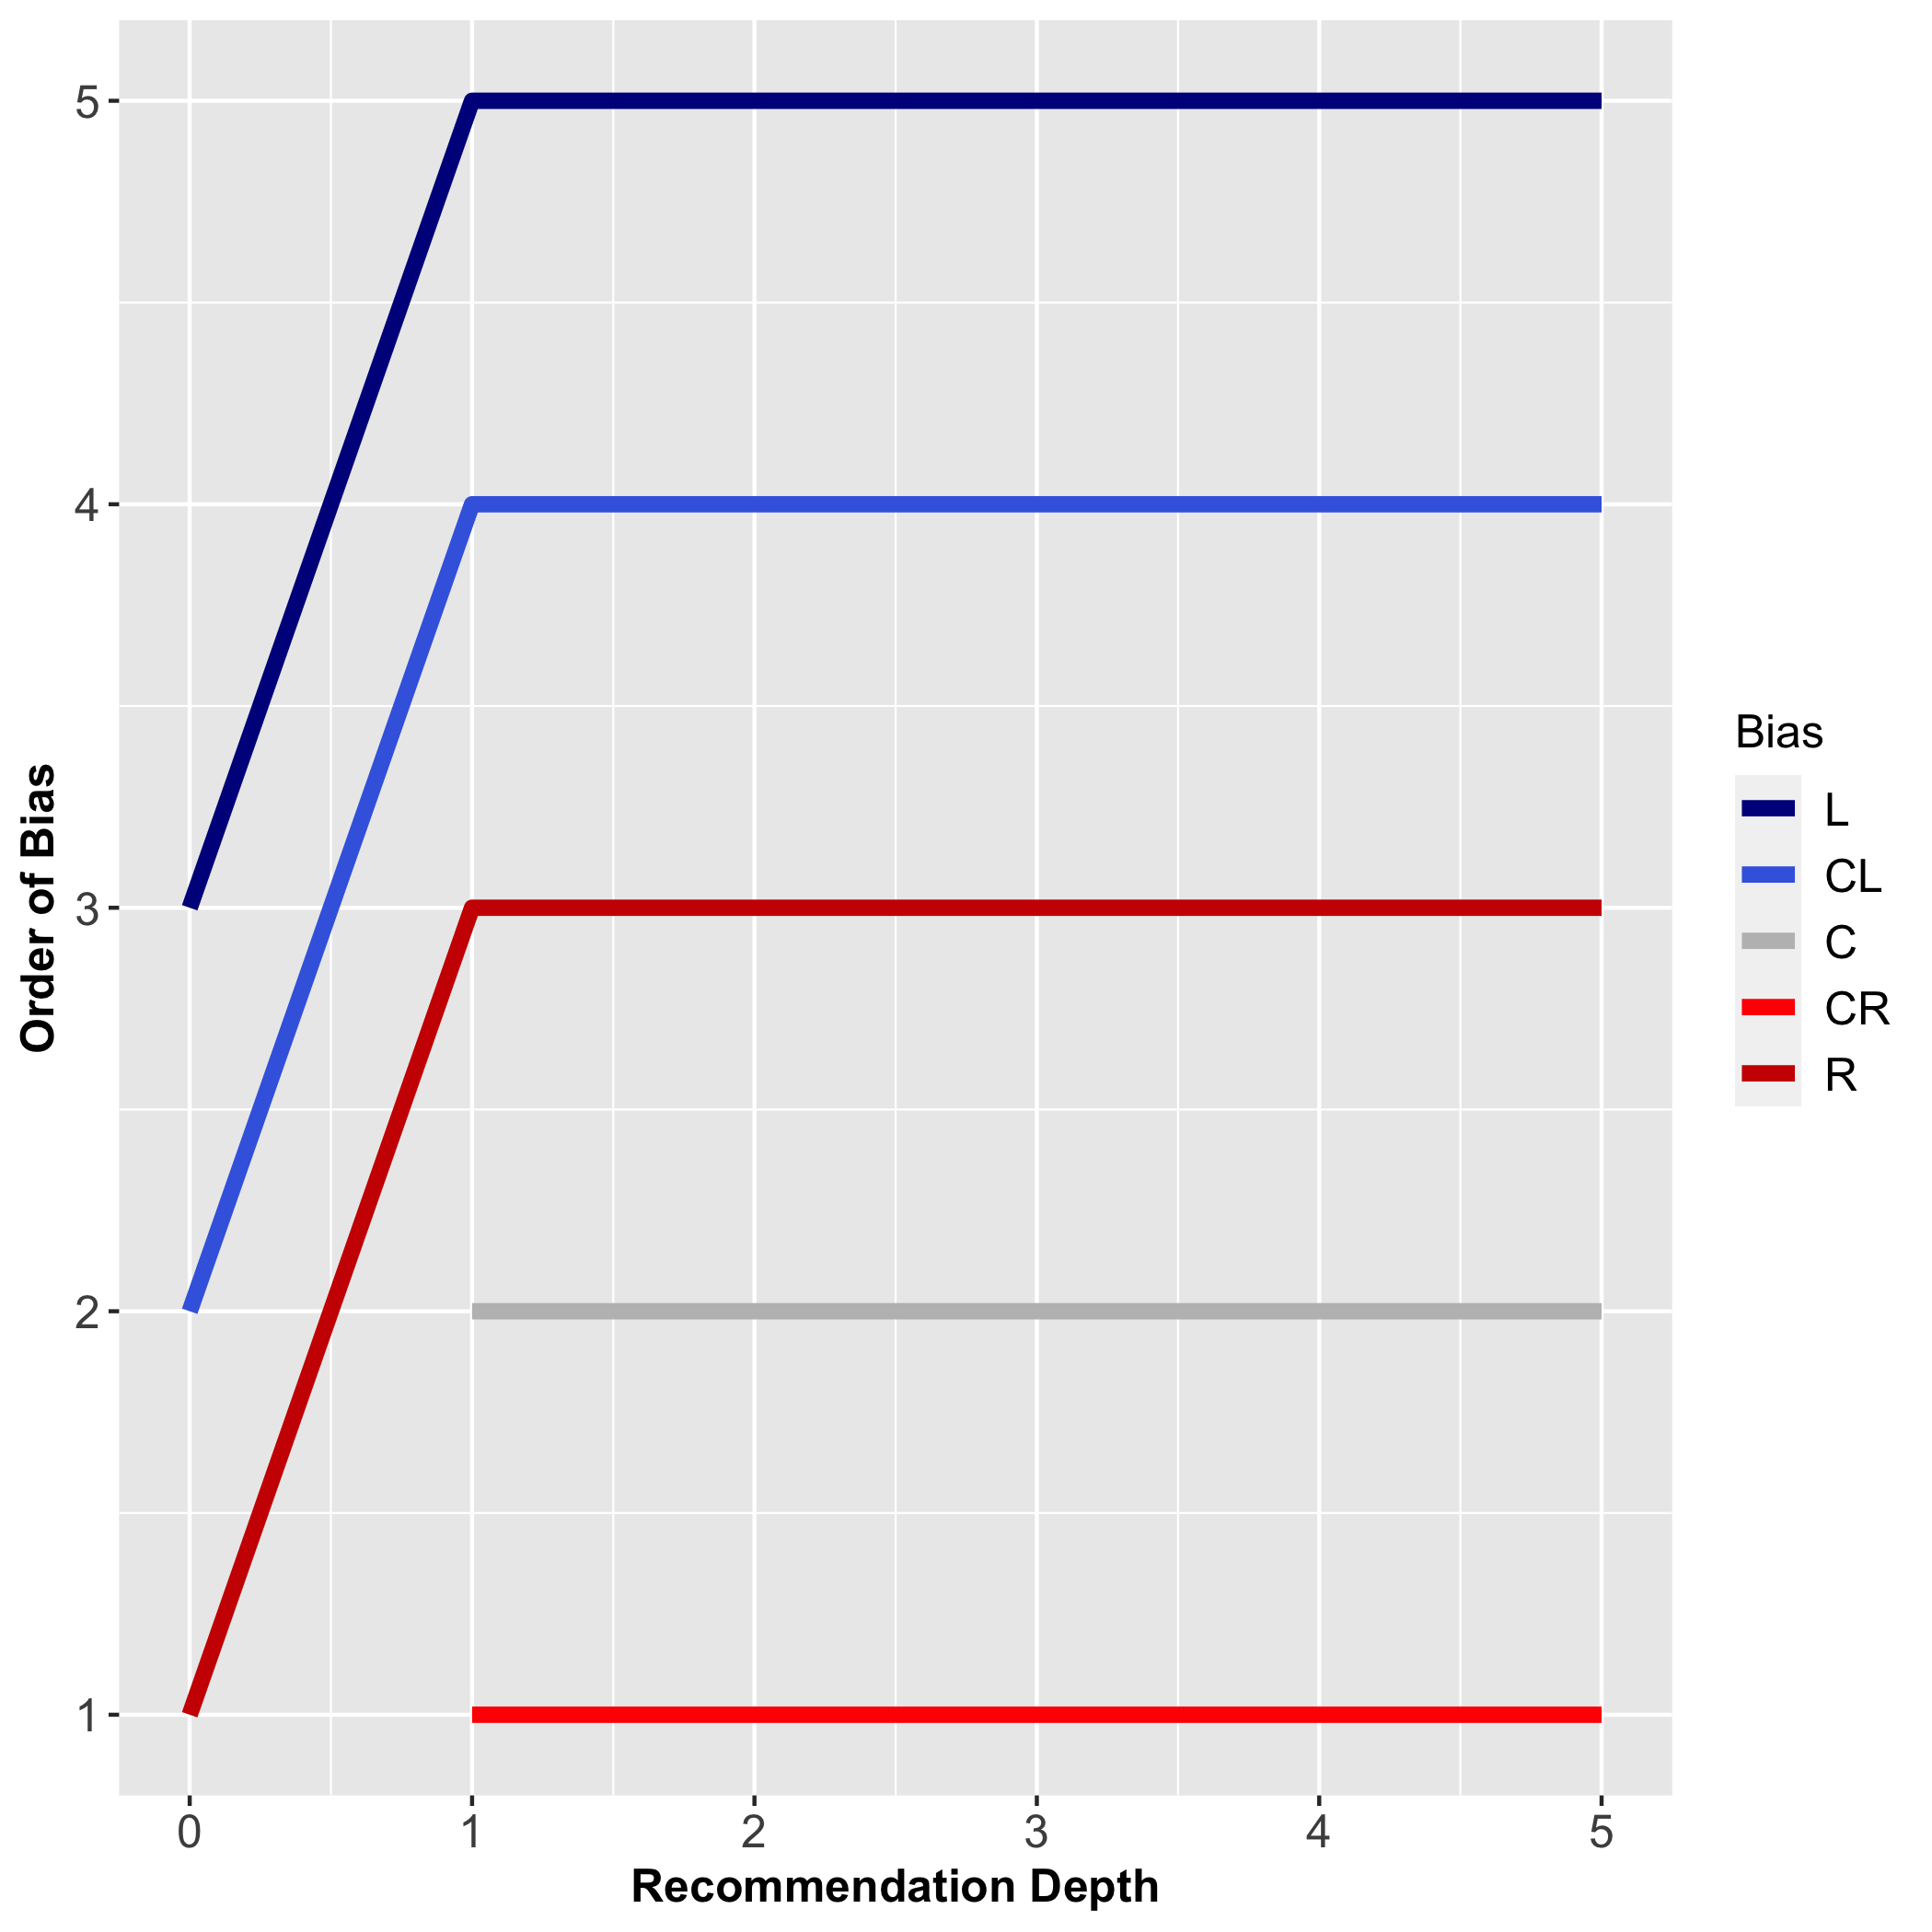 5
4
3
2
1
Order of Bias
0 1 2 3 4 5
Recommendation Depth
Bias
L
CL
C
CR
R